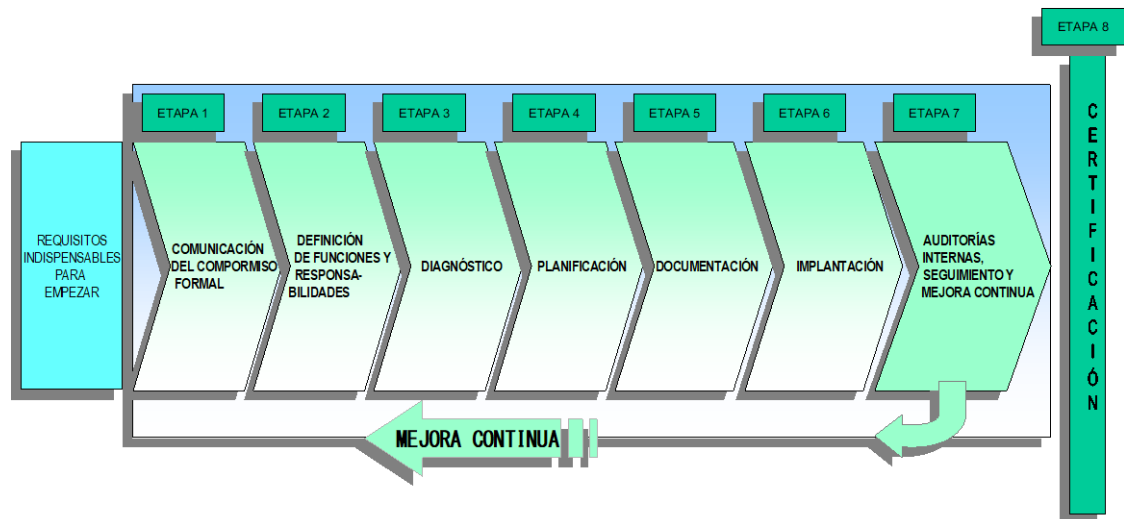 ETAPA 8
ETAPA 1
ETAPA 2
ETAPA 3
ETAPA 4
ETAPA 5
ETAPA 6
ETAPA 7
REQUISITOS
INDISPENSABLES
PARA
EMPEZAR
COMUNICACIÓN
DEL COMPORMISO
FORMAL
DEFINICIÓN
DE FUNCIONES Y
RESPONSA-
BILIDADES
DIAGNÓSTICO
PLANIFICACIÓN
DOCUMENTACIÓN
IMPLANTACIÓN
AUDITORÍAS
INTERNAS,
SEGUIMIENTO Y
MEJORA CONTINUA
CERTIFICACIÓN
MEJORA CONTINUA